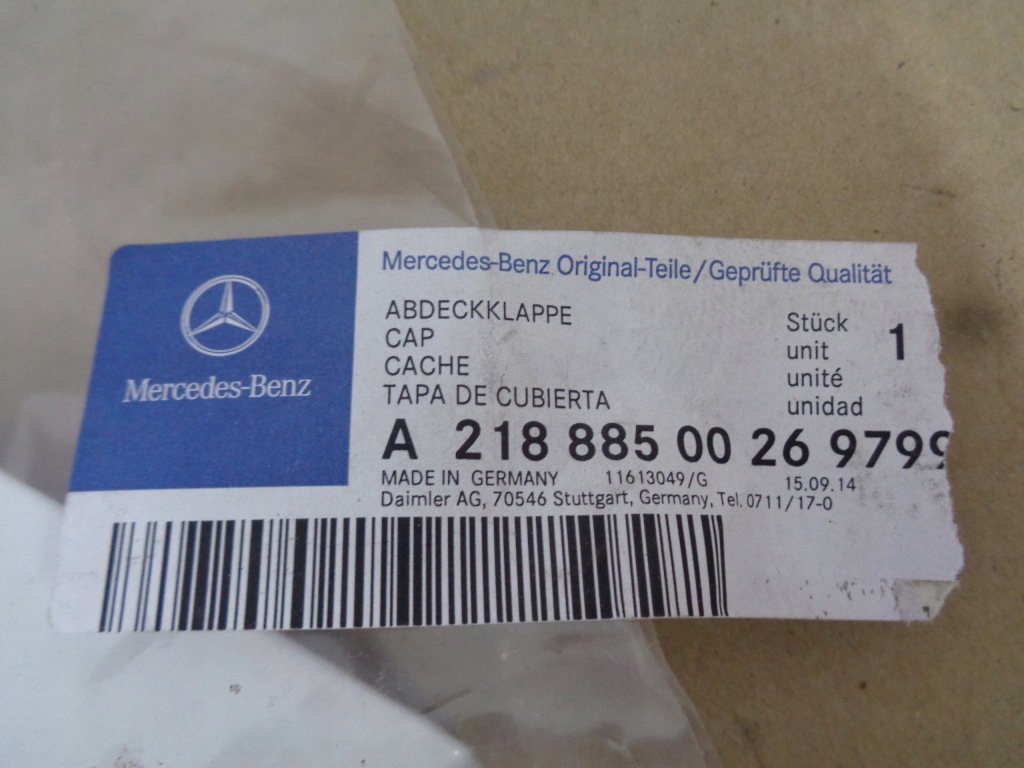 Mercedes-Benz
Mercedes-Benz Original-Teile/Geprüfte Qualität
ABDECKKLAPPE
CAP
CACHE
TAPA DE CUBIERTA
Stück
unit 1
unité
unidad
A 218 885 00 26 9799
MADE IN GERMANY 11613049/G 15.09.14
Daimler AG, 70546 Stuttgart, Germany, Tel. 0711/17-0